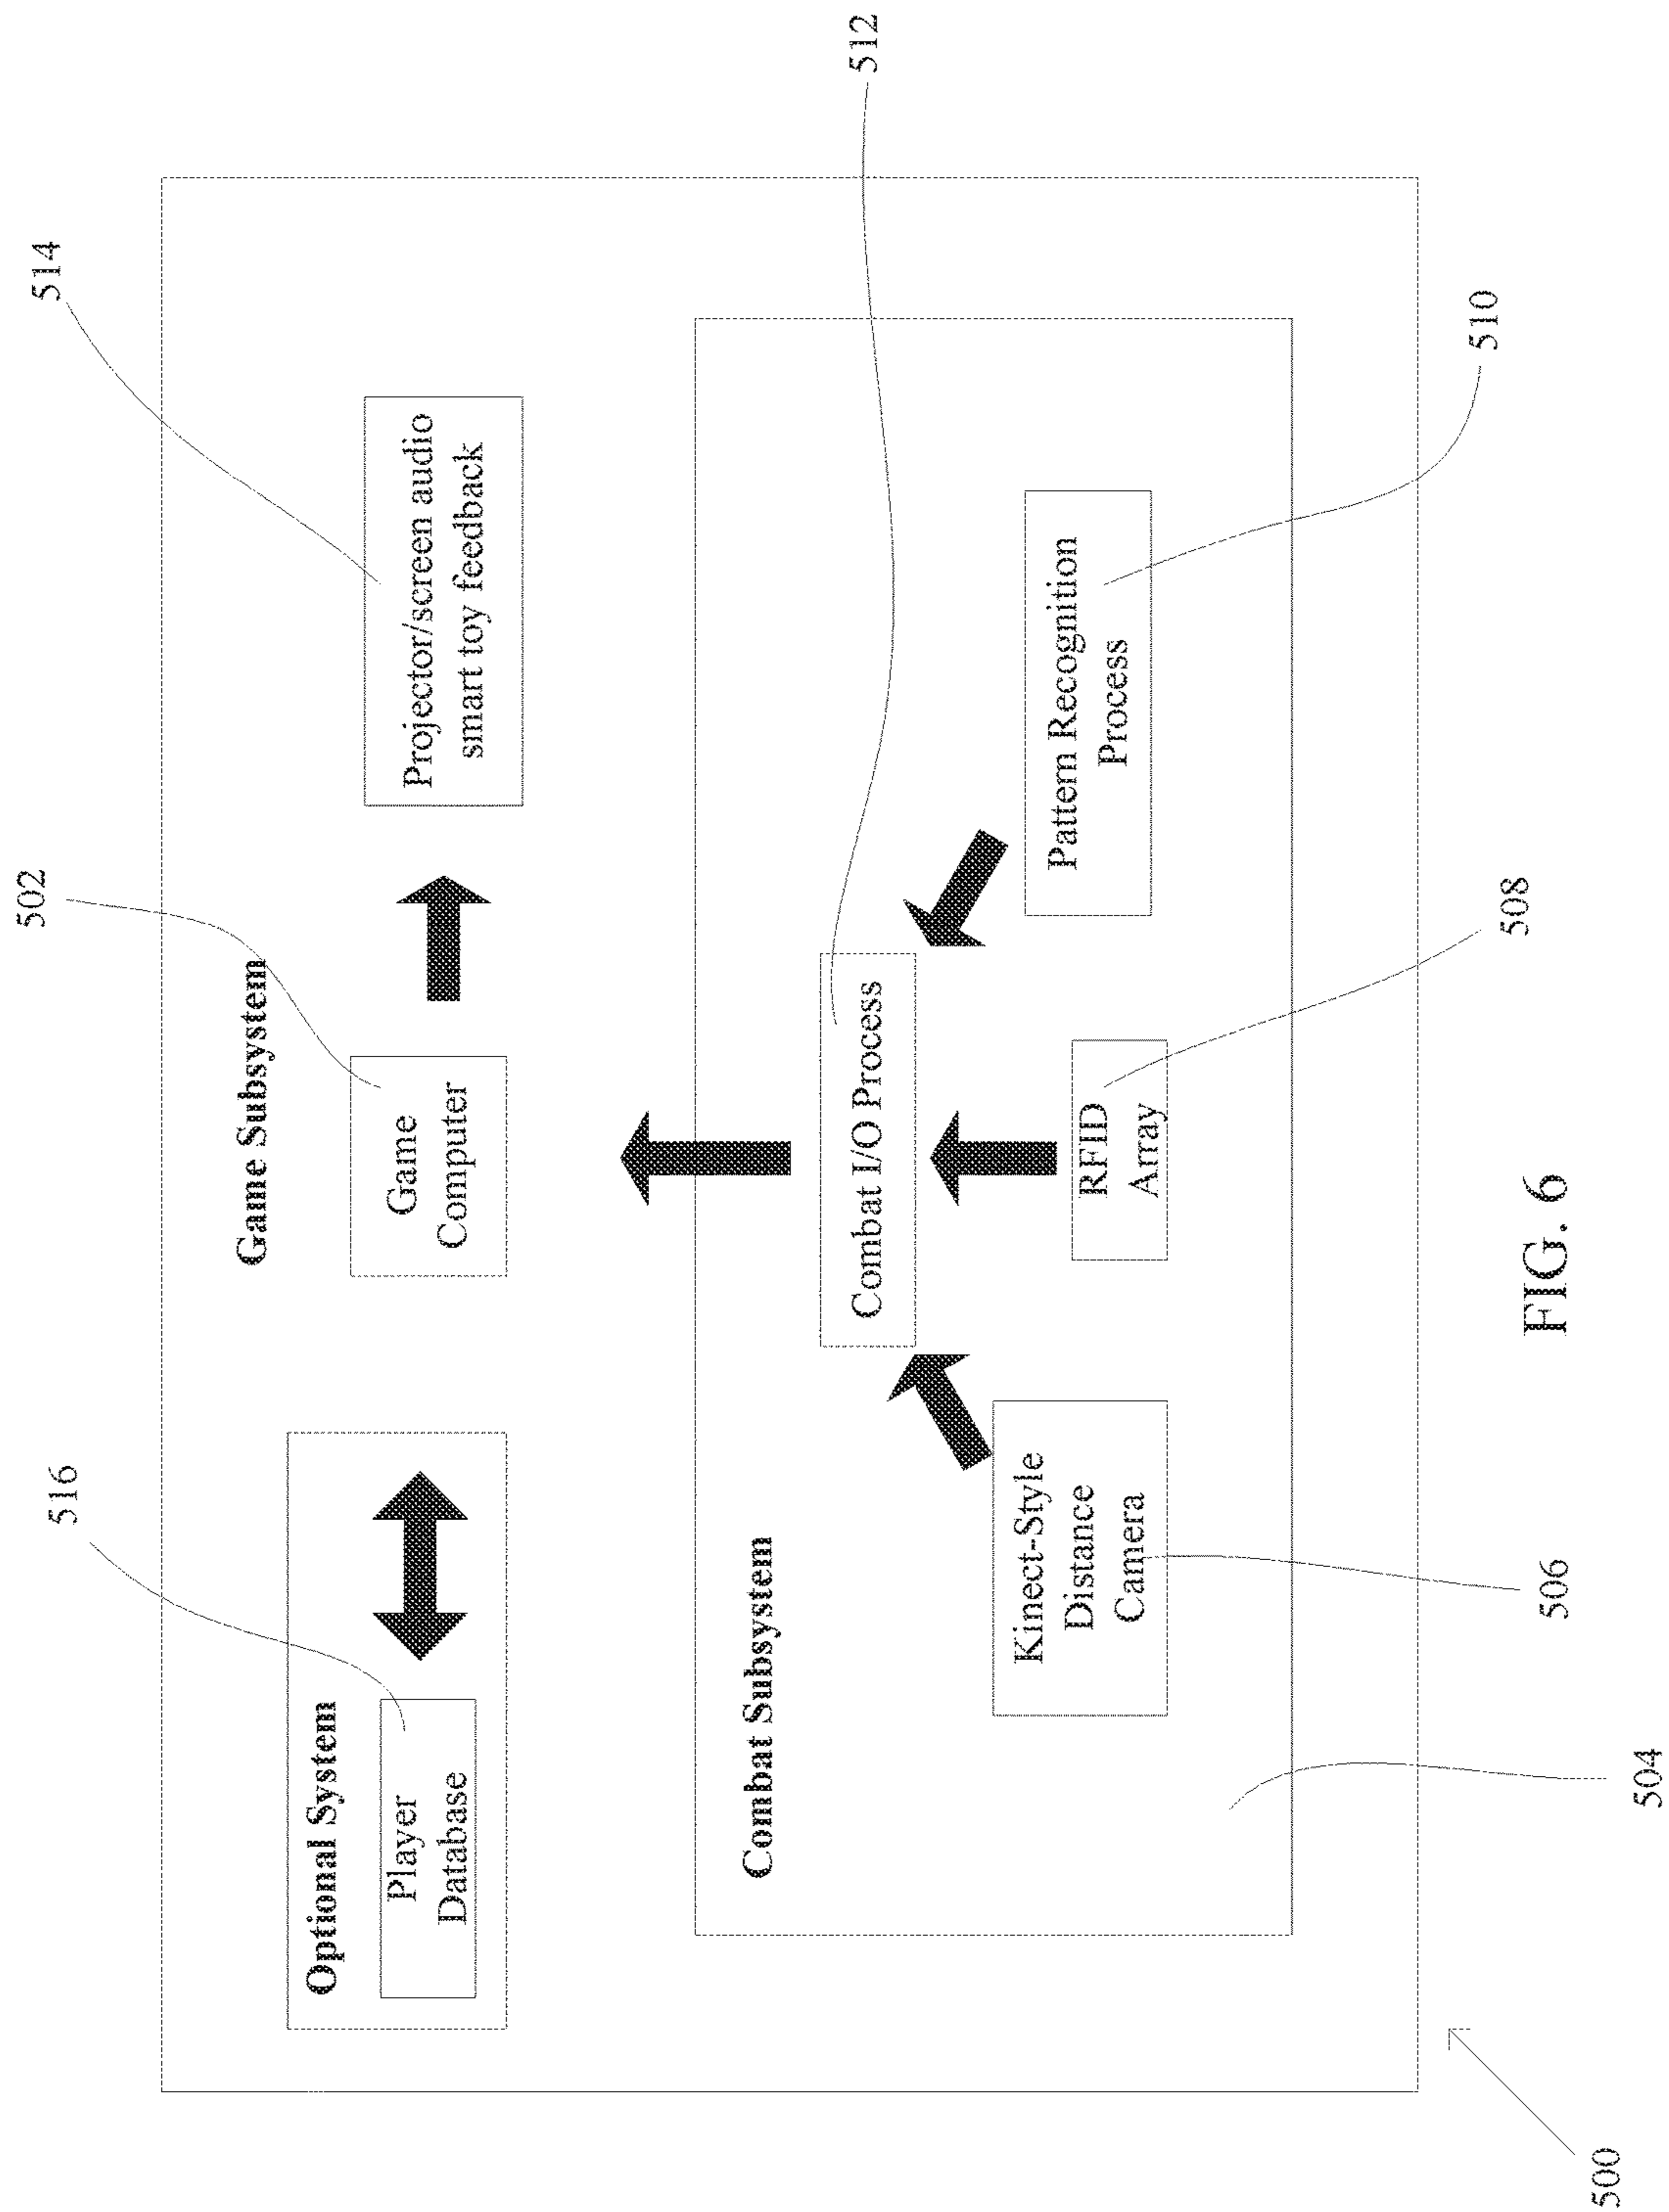 514
502
516
512
Game Subsystem
Optional System
Player
Database
Game
Computer
Projector/screen audio
smart toy feedback
Combat Subsystem
Combat I/O Process
Kinect-Style
Distance
Camera
RFID
Array
Pattern Recognition
Process
500
504
506
508
510
FIG. 6